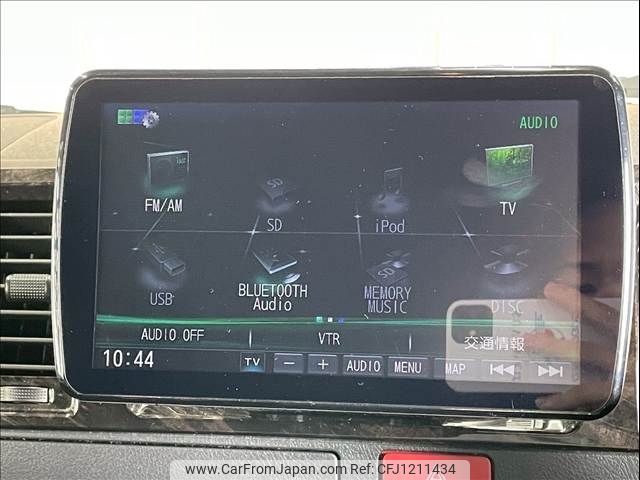 AUDIO
FM/AM
SD
iPod
TV
USB
BLUETOOTH Audio
MEMORY MUSIC
DISC
AUDIO OFF
VTR
交通情報
10:44
TV
AUDIO
MENU
MAP
www.CarFromJapan.com
CFJ1211434